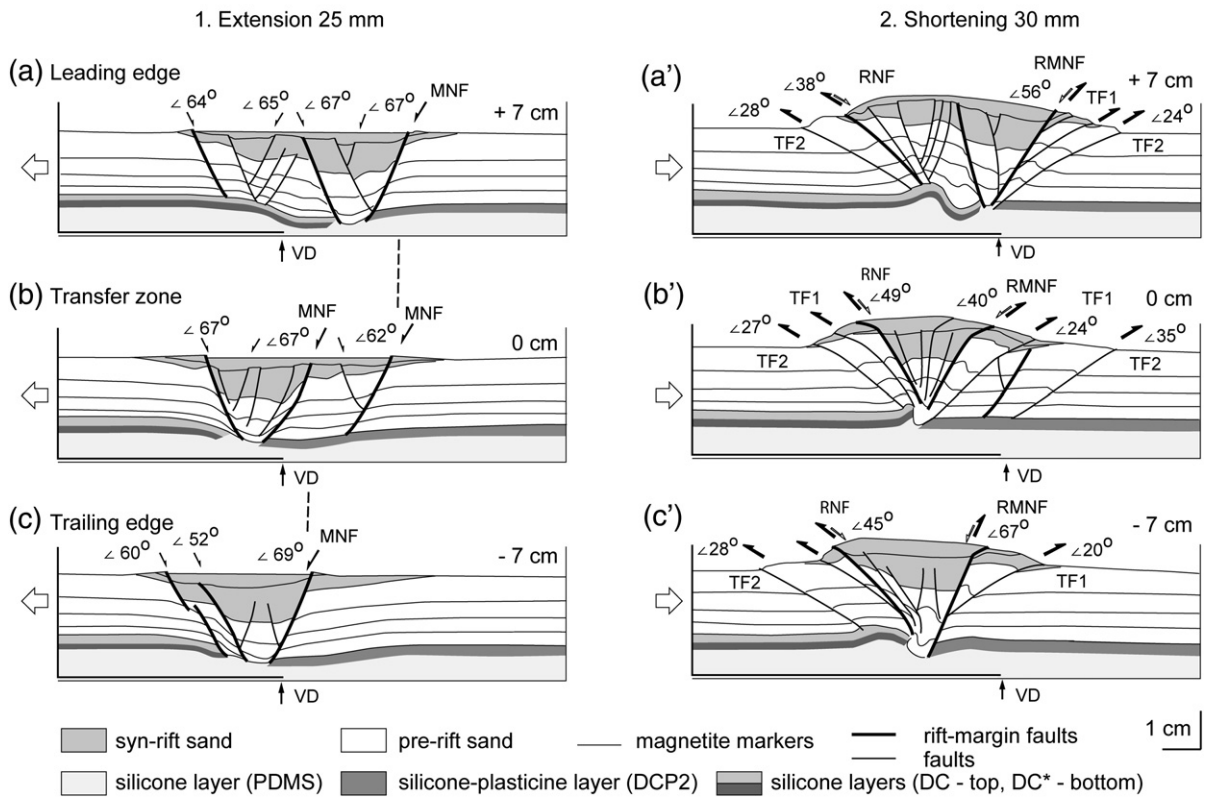 1. Extension 25 mm
2. Shortening 30 mm
(a) Leading edge
∠ 64° ∠ 65° ∠ 67° ∠ 67° MNF
+ 7 cm
VD
(a') ∠28° ∠38° RNF RMNF ∠56° TF1 ∠24°
+ 7 cm
TF2 TF2
VD
(b) Transfer zone
∠ 67° ∠67° MNF ∠62° MNF
0 cm
VD
(b') ∠27° TF1 RNF ∠49° ∠40° RMNF TF1 ∠24° ∠35°
0 cm
TF2 TF2
VD
(c) Trailing edge
∠ 60° ∠ 52° ∠ 69° MNF
- 7 cm
VD
(c') ∠28° RNF ∠45° RMNF ∠67° ∠20°
- 7 cm
TF2 TF1
VD
1 cm
syn-rift sand
pre-rift sand
magnetite markers
rift-margin faults
faults
silicone layer (PDMS)
silicone-plasticine layer (DCP2)
silicone layers (DC - top, DC* - bottom)